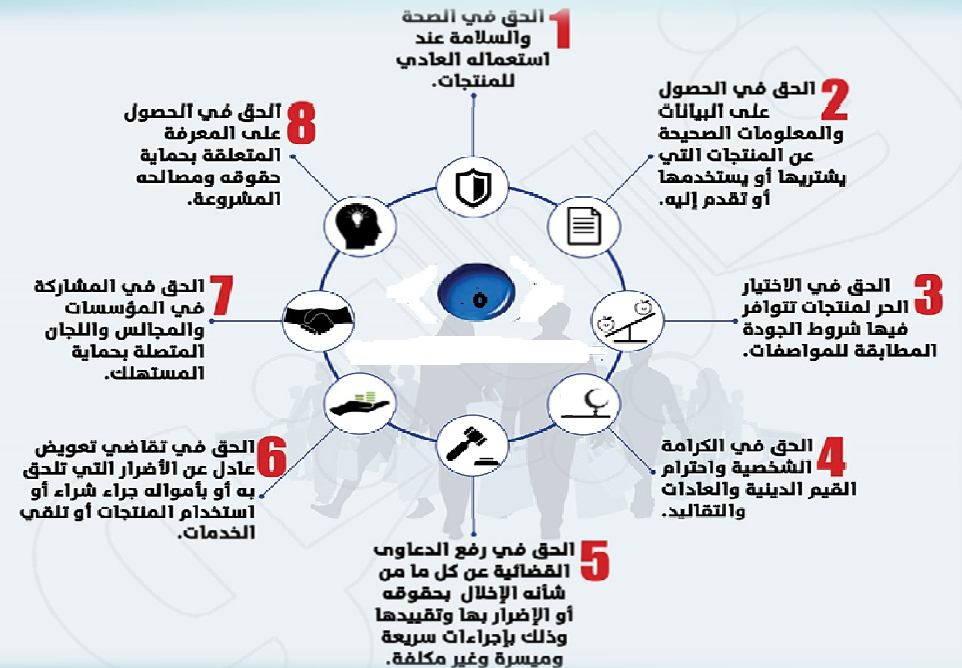 1
الحق في الصحة
والسلامة عند
استعماله العادي
للمنتجات.
2
الحق في الحصول
على البيانات
والمعلومات الصحيحة
عن المنتجات التي
يشتريها أو يستخدمها
أو تقدم إليه.
3
الحق في الاختيار
الحر لمنتجات تتوافر
فيها شروط الجودة
المطابقة للمواصفات.
4
الحق في الكرامة
الشخصية واحترام
القيم الدينية والعادات
والتقاليد.
5
الحق في رفع الدعاوى
القضائية عن كل ما من
شأنه الإخلال بحقوقه
أو الإضرار بها وتقييدها
وذلك بإجراءات سريعة
وميسرة وغير مكلفة.
6
الحق في تقاضي تعويض
عادل عن الأضرار التي تلحق
به أو بأمواله جراء شراء أو
استخدام المنتجات أو تلقي
الخدمات.
7
الحق في المشاركة
في المؤسسات
والمجالس واللجان
المتصلة بحماية
المستهلك.
8
الحق في الحصول
على المعرفة
المتعلقة بحماية
حقوقه ومصالحه
المشروعة.